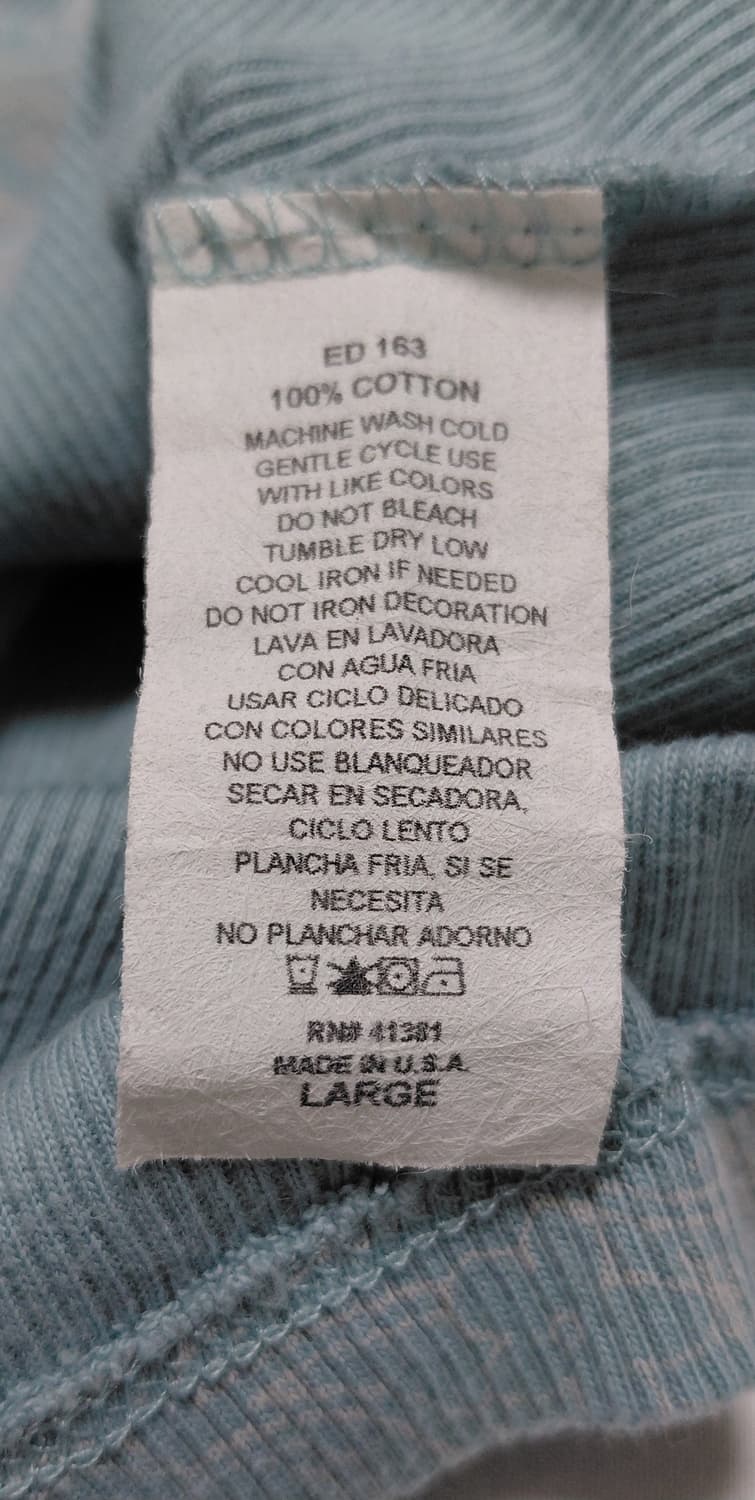 ED 163
100% COTTON
MACHINE WASH COLD
GENTLE CYCLE USE
WITH LIKE COLORS
DO NOT BLEACH
TUMBLE DRY LOW
COOL IRON IF NEEDED
DO NOT IRON DECORATION
LAVA EN LAVADORA
CON AGUA FRIA
USAR CICLO DELICADO
CON COLORES SIMILARES
NO USE BLANQUEADOR
SECAR EN SECADORA,
CICLO LENTO
PLANCHA FRIA, SI SE
NECESITA
NO PLANCHAR ADORNO
RN# 41381
MADE IN U.S.A.
LARGE